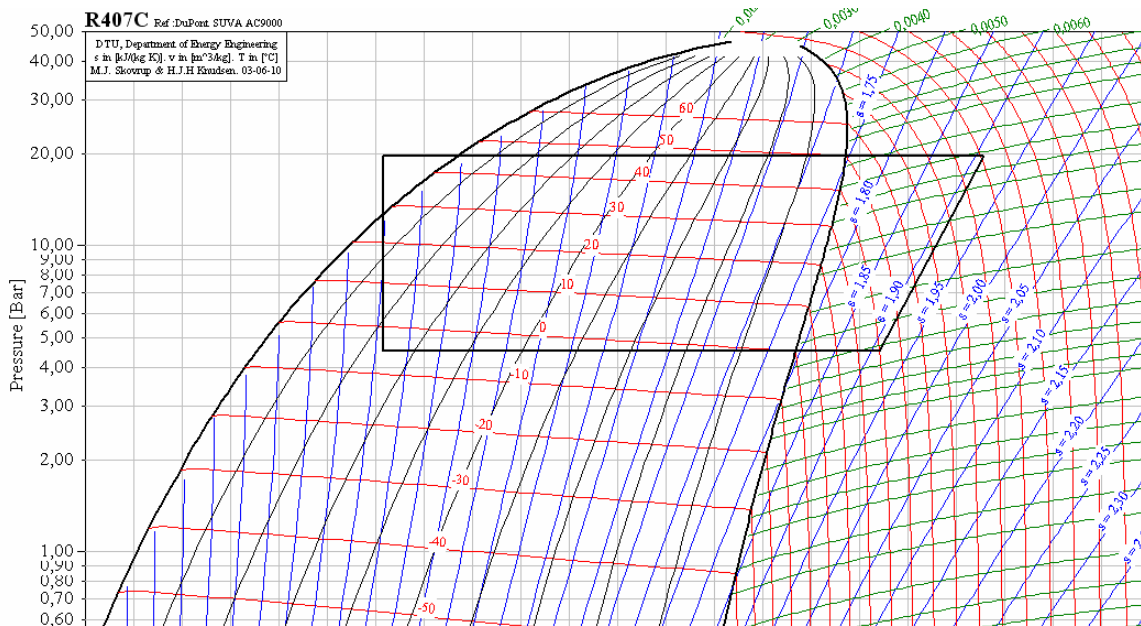 R407C Ref :DuPont SUVA AC9000
DTU, Department of Energy Engineering
s in [kJ/(kg K)]. v in [m^3/kg]. T in [°C]
M.J. Skovrup & H.J.H Knudsen. 03-06-10
0,0030
0,0040
0,0050
0,0060
50,00
40,00
30,00
20,00
10,00
9,00
8,00
7,00
6,00
5,00
4,00
3,00
2,00
1,00
0,90
0,80
0,70
0,60
Pressure [Bar]
60
50
40
30
20
10
0
-10
-20
-30
-40
-50
s = 1,75
s = 1,80
s = 1,85
s = 1,90
s = 1,95
s = 2,00
s = 2,05
s = 2,10
s = 2,15
s = 2,20
s = 2,25
s = 2,30